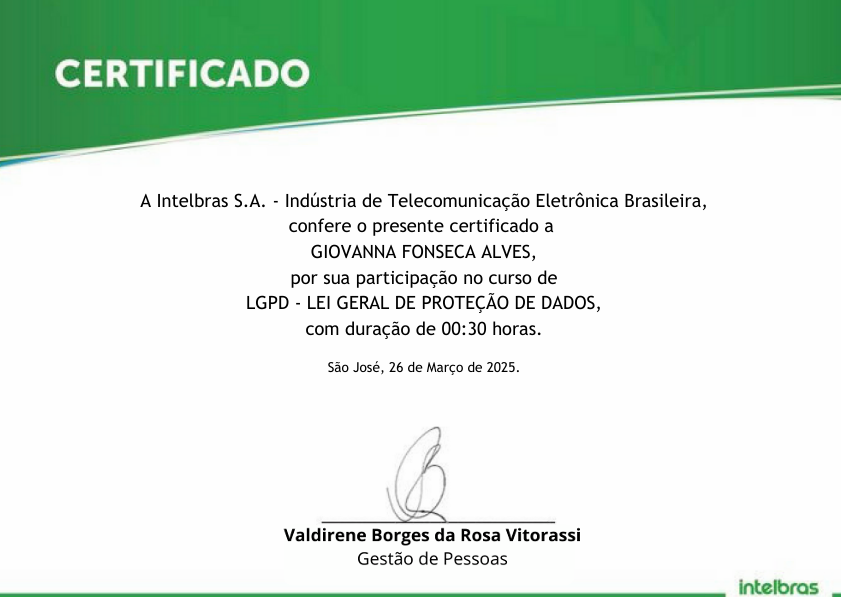 CERTIFICADO
A Intelbras S.A. - Indústria de Telecomunicação Eletrônica Brasileira,
confere o presente certificado a
GIOVANNA FONSECA ALVES,
por sua participação no curso de
LGPD - LEI GERAL DE PROTEÇÃO DE DADOS,
com duração de 00:30 horas.
São José, 26 de Março de 2025.
Valdirene Borges da Rosa Vitorassi
Gestão de Pessoas
intelbras